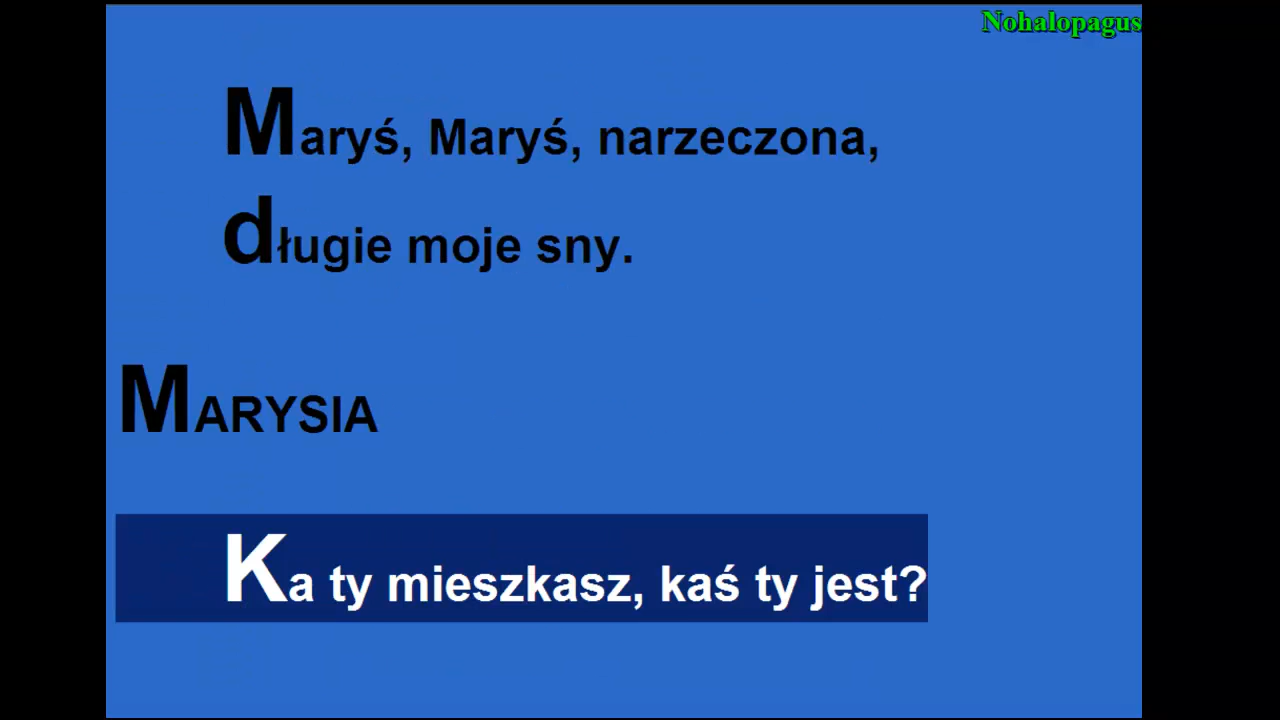 Nohalopagus
Maryś, Maryś, narzeczona,
długie moje sny.
MARYSIA
Ka ty mieszkasz, kaś ty jest?